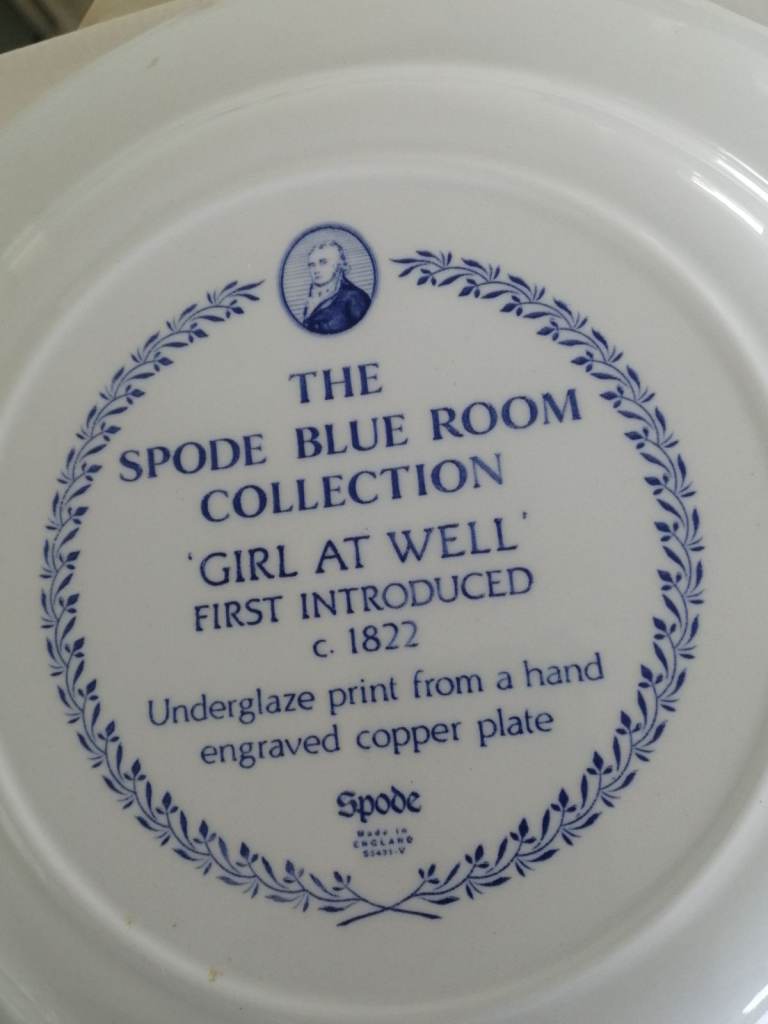 THE
SPODE BLUE ROOM
COLLECTION
'GIRL AT WELL'
FIRST INTRODUCED
c. 1822
Underglaze print from a hand
engraved copper plate
Spode
Made in
ENGLAND